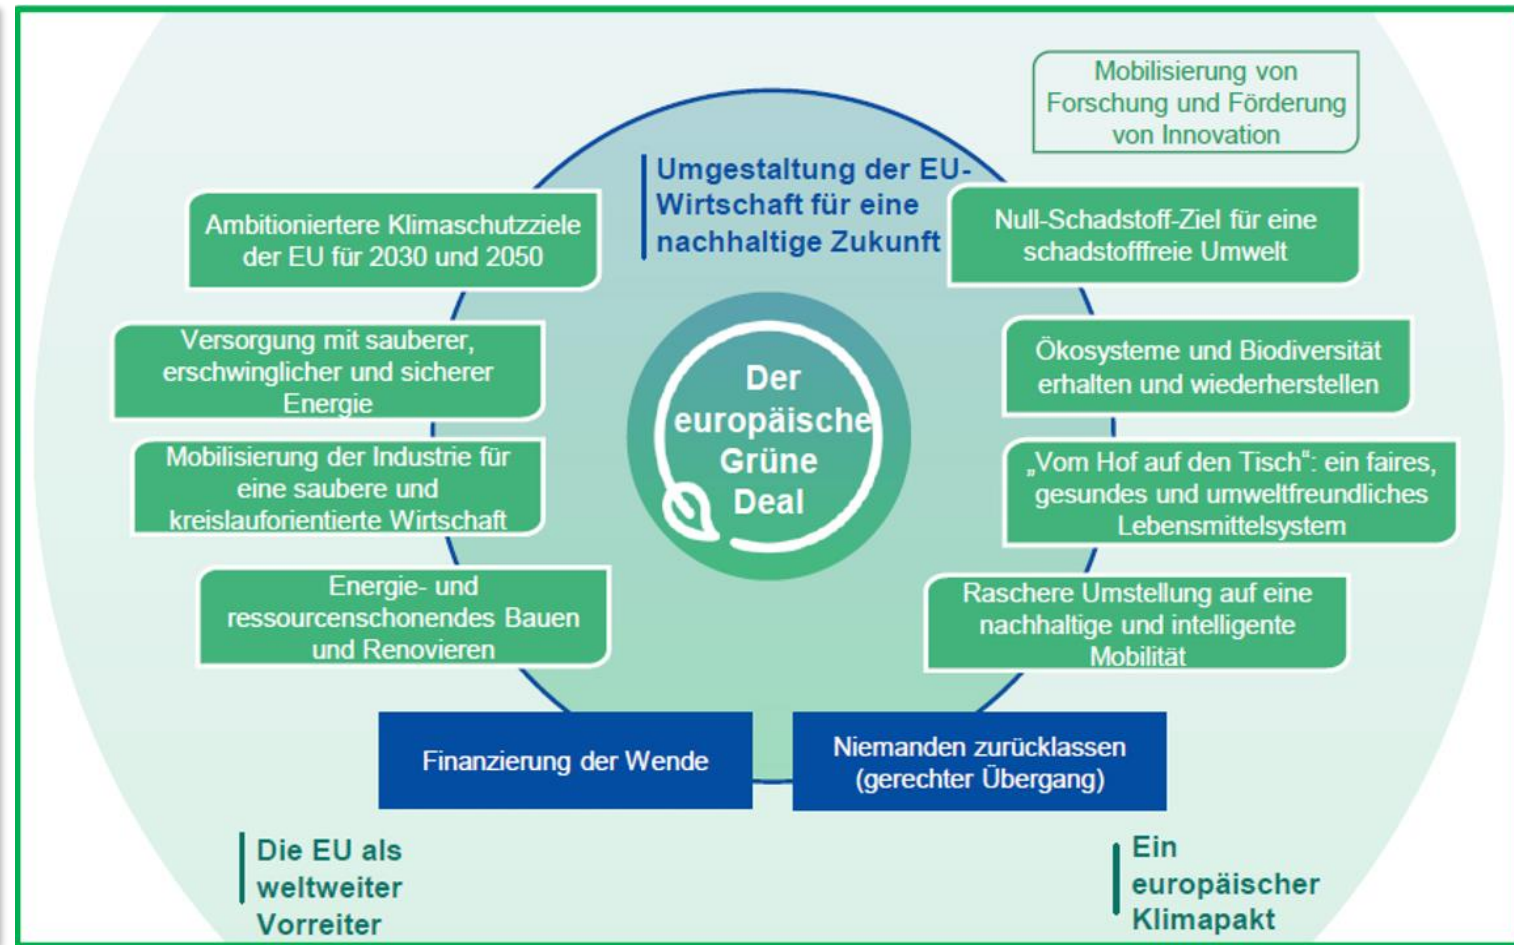 Mobilisierung von
Forschung und Förderung
von Innovation
Umgestaltung der EU-
Wirtschaft für eine
nachhaltige Zukunft
Ambitioniertere Klimaschutzziele
der EU für 2030 und 2050
Null-Schadstoff-Ziel für eine
schadstofffreie Umwelt
Versorgung mit sauberer,
erschwinglicher und sicherer
Energie
Ökosysteme und Biodiversität
erhalten und wiederherstellen
Der
europäische
Grüne
Deal
Mobilisierung der Industrie für
eine saubere und
kreislauforientierte Wirtschaft
„Vom Hof auf den Tisch“: ein faires,
gesundes und umweltfreundliches
Lebensmittelsystem
Energie- und
ressourcenschonendes Bauen
und Renovieren
Raschere Umstellung auf eine
nachhaltige und intelligente
Mobilität
Finanzierung der Wende
Niemanden zurücklassen
(gerechter Übergang)
Die EU als
weltweiter
Vorreiter
Ein
europäischer
Klimapakt